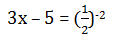 3x – 5 = (1/2)⁻²